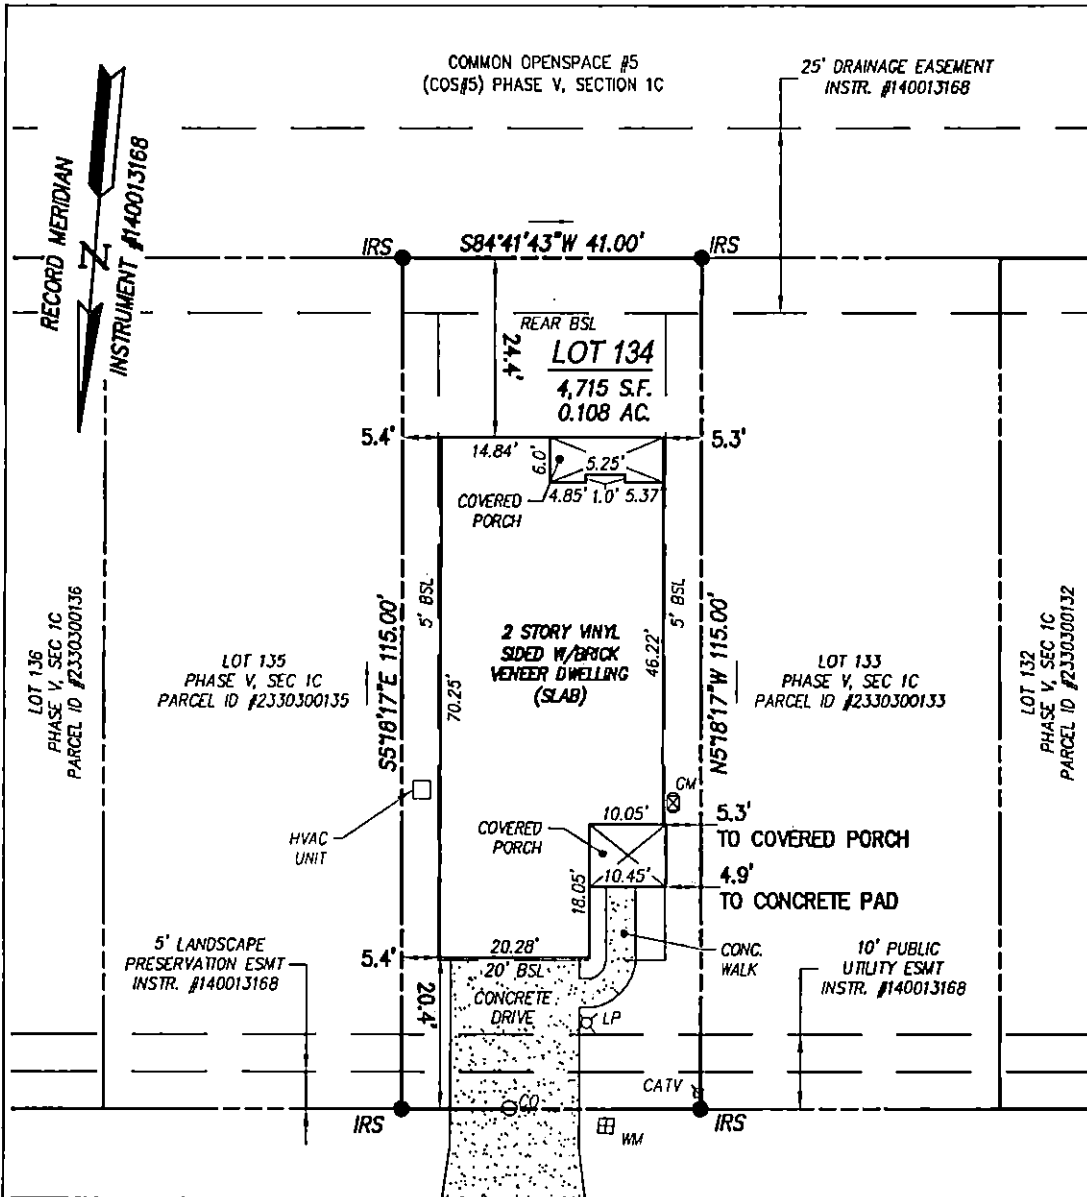 COMMON OPENSPACE #5
(COS#5) PHASE V, SECTION 1C
25' DRAINAGE EASEMENT
INSTR. #140013168
RECORD MERIDIAN
INSTRUMENT #140013168
N
IRS
S84°41'43"W 41.00'
IRS
REAR BSL
24.4'
LOT 134
4,715 S.F.
0.108 AC.
5.4'
5.3'
14.84'
6.0'
5.25'
4.85' 1.0' 5.37
COVERED
PORCH
5' BSL
5' BSL
2 STORY VINYL
SIDED W/BRICK
VENEER DWELLING
(SLAB)
46.22'
70.25'
S5°18'17"E 115.00'
N5°18'17"W 115.00'
LOT 136
PHASE V, SEC 1C
PARCEL ID #2330300136
LOT 135
PHASE V, SEC 1C
PARCEL ID #2330300135
LOT 133
PHASE V, SEC 1C
PARCEL ID #2330300133
LOT 132
PHASE V, SEC 1C
PARCEL ID #2330300132
HVAC
UNIT
GM
10.05'
5.3'
TO COVERED PORCH
COVERED
PORCH
10.45'
4.9'
TO CONCRETE PAD
18.05'
5' LANDSCAPE
PRESERVATION ESMT
INSTR. #140013168
5.4'
20.28'
20' BSL
20.4'
CONCRETE
DRIVE
CONC.
WALK
10' PUBLIC
UTILITY ESMT
INSTR. #140013168
LP
CATV
CO
IRS
WM
IRS